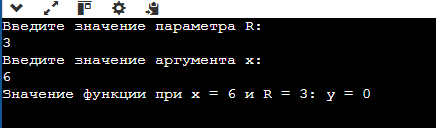 Введите значение параметра R:
3
Введите значение аргумента x:
6
Значение функции при x = 6 и R = 3: y = 0